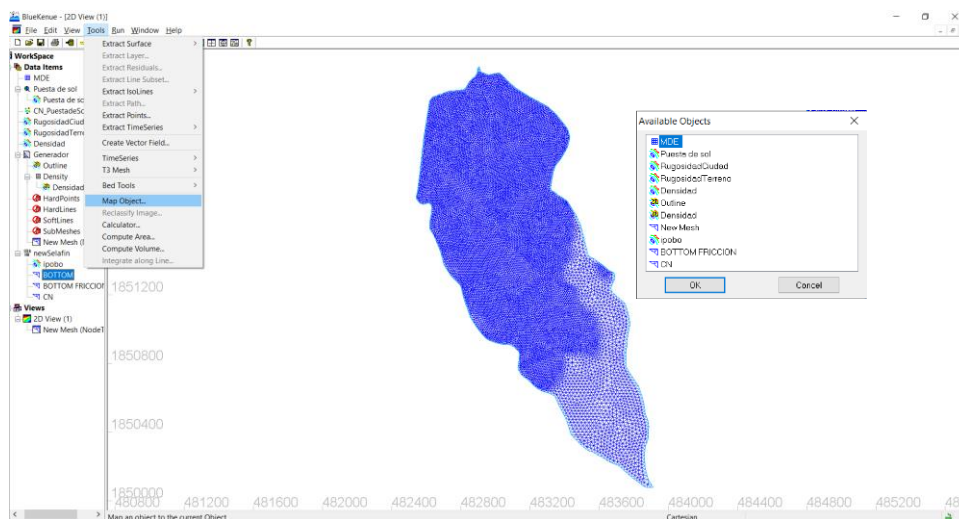 BlueKenue - [2D View (1)]
File Edit View Tools Run Window Help
WorkSpace
Data Items
MDE
Puesta de sol
Puesta de so
CN_PuestadeSo
RugosidadCiud
RugosidadTerre
Densidad
Generador
Outline
Density
Densidad
HardPoints
HardLines
SoftLines
SubMeshes
New Mesh (I
newSelafin
ipobo
BOTTOM
BOTTOM FRICCIOI
CN
Views
2D View (1)
New Mesh (NodeT
Extract Surface
Extract Layer...
Extract Residuals...
Extract Line Subset...
Extract IsoLines
Extract Path...
Extract Points...
Extract TimeSeries
Create Vector Field...
TimeSeries
T3 Mesh
Bed Tools
Map Object...
Reclassify Image...
Calculator...
Compute Area...
Compute Volume...
Integrate along Line...
Available Objects
MDE
Puesta de sol
RugosidadCiudad
RugosidadTerreno
Densidad
Outline
Densidad
New Mesh
ipobo
BOTTOM FRICCION
CN
OK Cancel
1851200
1850800
1850400
1850000
480800 481200 481600 482000 482400 482800 483200 483600 484000 484400 484800 485200 48
Map an object to the current Object Cartesian